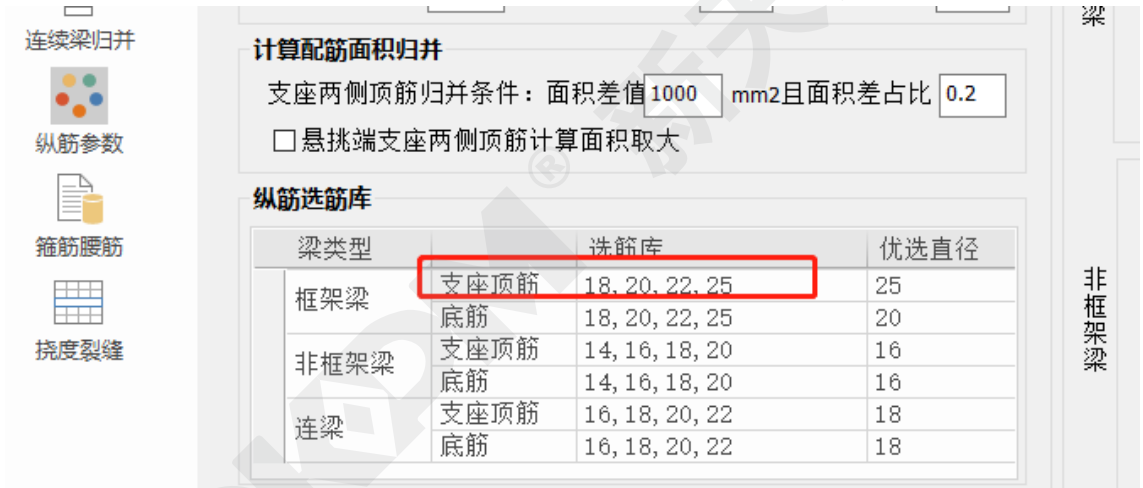 连续梁归并
纵筋参数
箍筋腰筋
挠度裂缝
计算配筋面积归并
支座两侧顶筋归并条件：面积差值 1000 mm2且面积差占比 0.2
悬挑端支座两侧顶筋计算面积取大
纵筋选筋库
梁类型 选筋库 优选直径
框架梁 支座顶筋 18, 20, 22, 25 25
底筋 18, 20, 22, 25 20
非框架梁 支座顶筋 14, 16, 18, 20 16
底筋 14, 16, 18, 20 16
连梁 支座顶筋 16, 18, 20, 22 18
底筋 16, 18, 20, 22 18
梁
非框架梁